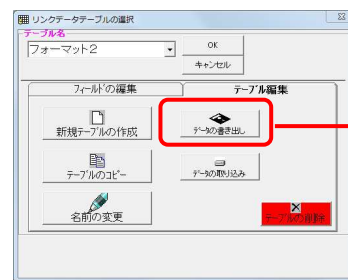 リンクデータテーブルの選択
テーブル名
フォーマット2
OK
キャンセル
フィールドの編集
テーブル編集
新規テーブルの作成
データの書き出し
テーブルのコピー
データの取り込み
名前の変更
テーブルの削除